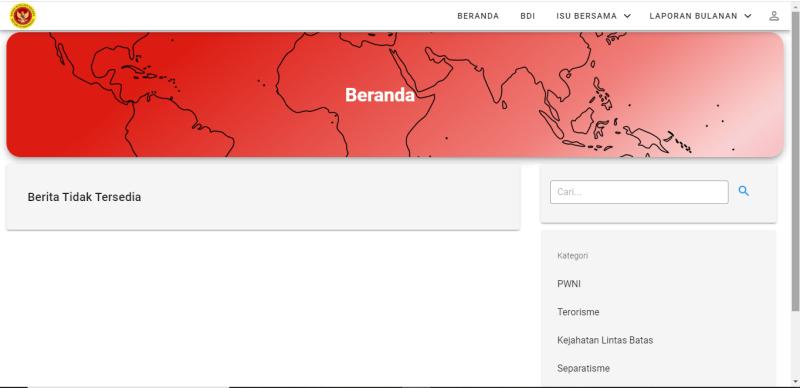 BERANDA BDI ISU BERSAMA LAPORAN BULANAN
Beranda
Berita Tidak Tersedia
Cari...
Kategori
PWNI
Terorisme
Kejahatan Lintas Batas
Separatisme